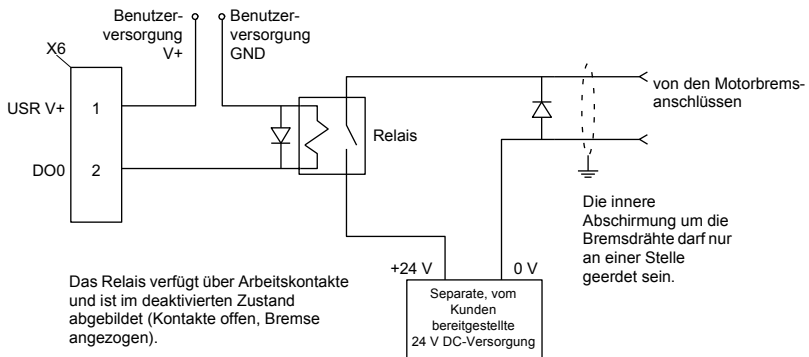 Benutzer-
versorgung
V+
Benutzer-
versorgung
GND
X6
USR V+
1
DO0
2
Relais
von den Motorbrems-
anschlüssen
Die innere
Abschirmung um die
Bremsdrähte darf nur
an einer Stelle
geerdet sein.
+24 V
0 V
Separate, vom
Kunden
bereitgestellte
24 V DC-Versorgung
Das Relais verfügt über Arbeitskontakte
und ist im deaktivierten Zustand
abgebildet (Kontakte offen, Bremse
angezogen).